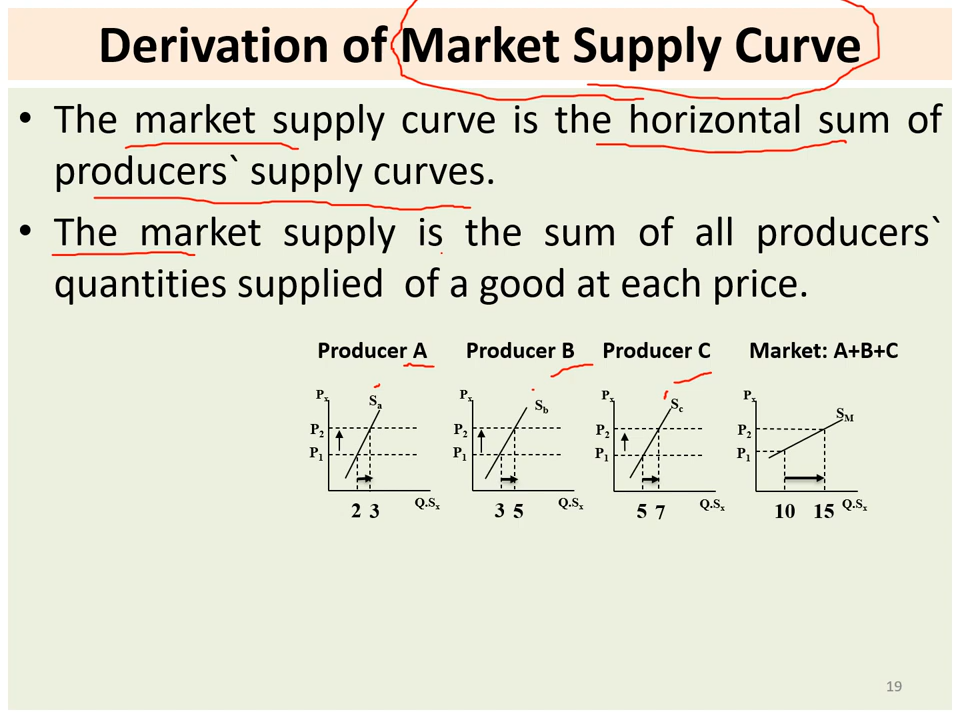 Derivation of Market Supply Curve
• The market supply curve is the horizontal sum of
producers` supply curves.
• The market supply is the sum of all producers`
quantities supplied of a good at each price.
Producer A
Pₓ
Sa
P₂
P₁
Q.Sₓ
2 3
Producer B
Pₓ
Sb
P₂
P₁
Q.Sₓ
3 5
Producer C
Pₓ
Sc
P₂
P₁
Q.Sₓ
5 7
Market: A+B+C
Pₓ
SM
P₂
P₁
Q.Sₓ
10 15
19